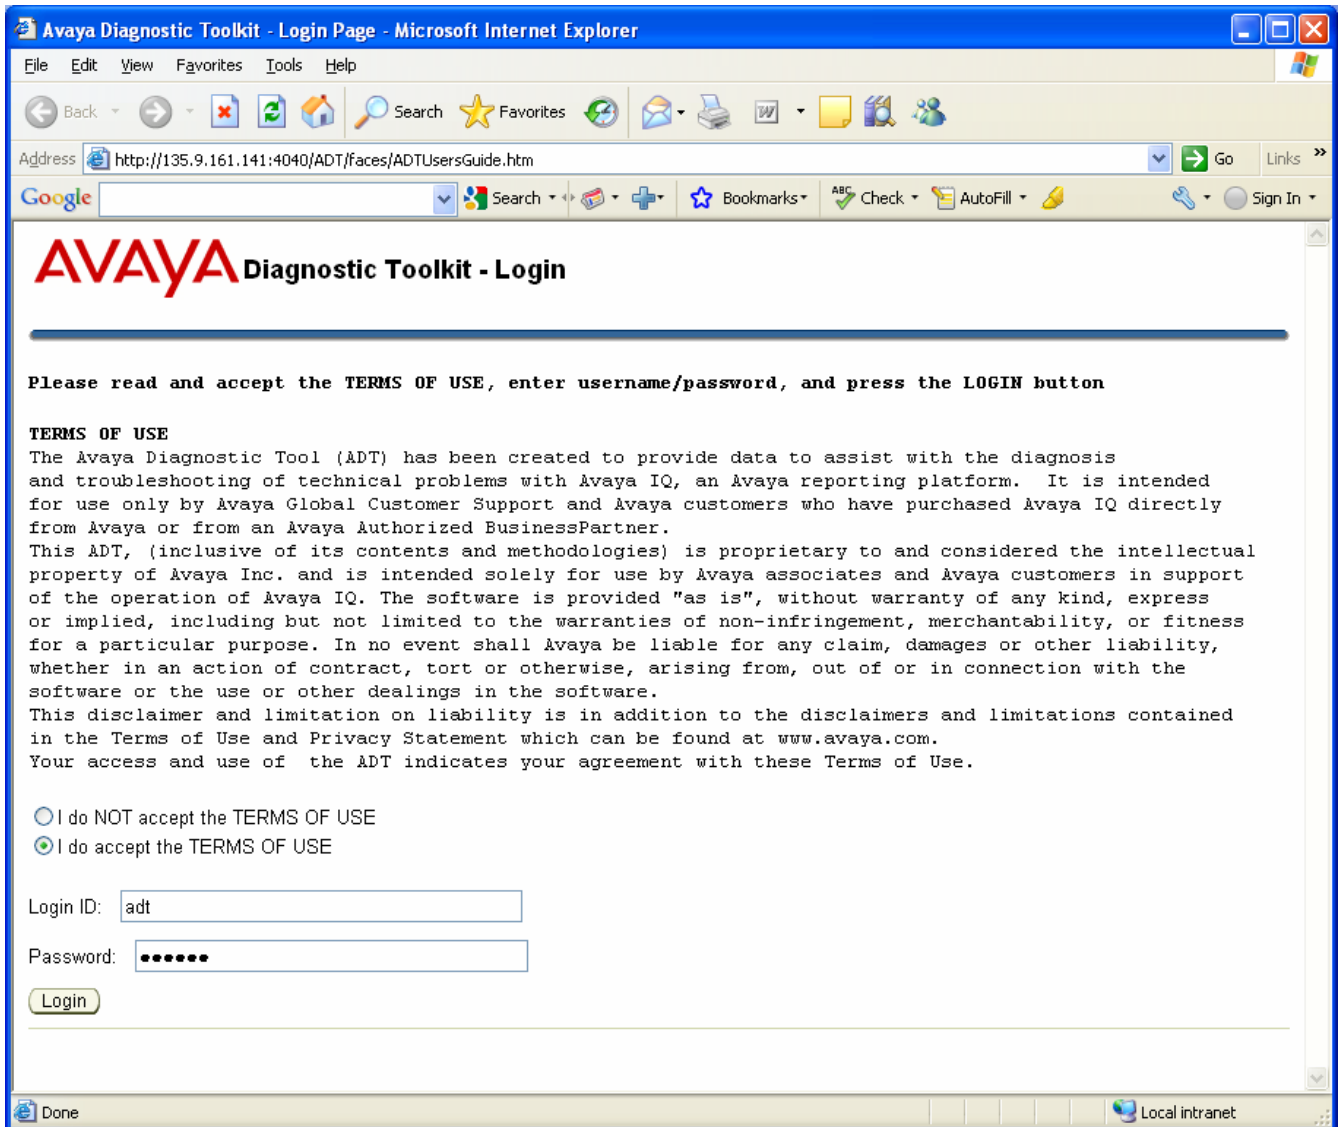 Avaya Diagnostic Toolkit - Login Page - Microsoft Internet Explorer
File Edit View Favorites Tools Help
Back Search Favorites W
Address http://135.9.161.141:4040/ADT/faces/ADTUsersGuide.htm Go Links »
Google Search Bookmarks ABC Check AutoFill Sign In
AVAYA Diagnostic Toolkit - Login
Please read and accept the TERMS OF USE, enter username/password, and press the LOGIN button
TERMS OF USE
The Avaya Diagnostic Tool (ADT) has been created to provide data to assist with the diagnosis
and troubleshooting of technical problems with Avaya IQ, an Avaya reporting platform.  It is intended
for use only by Avaya Global Customer Support and Avaya customers who have purchased Avaya IQ directly
from Avaya or from an Avaya Authorized BusinessPartner.
This ADT, (inclusive of its contents and methodologies) is proprietary to and considered the intellectual
property of Avaya Inc. and is intended solely for use by Avaya associates and Avaya customers in support
of the operation of Avaya IQ. The software is provided "as is", without warranty of any kind, express
or implied, including but not limited to the warranties of non-infringement, merchantability, or fitness
for a particular purpose. In no event shall Avaya be liable for any claim, damages or other liability,
whether in an action of contract, tort or otherwise, arising from, out of or in connection with the
software or the use or other dealings in the software.
This disclaimer and limitation on liability is in addition to the disclaimers and limitations contained
in the Terms of Use and Privacy Statement which can be found at www.avaya.com.
Your access and use of  the ADT indicates your agreement with these Terms of Use.
I do NOT accept the TERMS OF USE
I do accept the TERMS OF USE
Login ID: adt
Password: ●●●●●●
Login
Done Local intranet